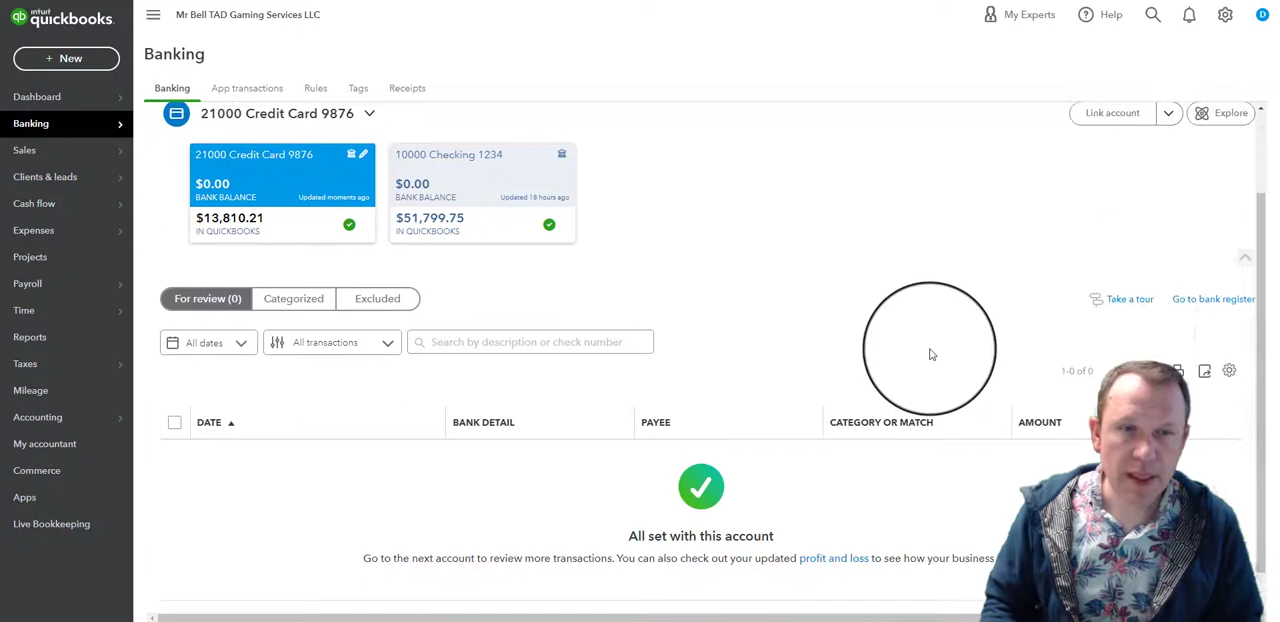 intuit
quickbooks.
Mr Bell TAD Gaming Services LLC
My Experts
Help
D
+ New
Banking
Dashboard
Banking
Sales
Clients & leads
Cash flow
Expenses
Projects
Payroll
Time
Reports
Taxes
Mileage
Accounting
My accountant
Commerce
Apps
Live Bookkeeping
Banking
App transactions
Rules
Tags
Receipts
21000 Credit Card 9876
Link account
Explore
21000 Credit Card 9876
$0.00
BANK BALANCE
Updated moments ago
$13,810.21
IN QUICKBOOKS
10000 Checking 1234
$0.00
BANK BALANCE
Updated 18 hours ago
$51,799.75
IN QUICKBOOKS
For review (0)
Categorized
Excluded
Take a tour
Go to bank register
All dates
All transactions
Search by description or check number
1-0 of 0
DATE
BANK DETAIL
PAYEE
CATEGORY OR MATCH
AMOUNT
All set with this account
Go to the next account to review more transactions. You can also check out your updated profit and loss to see how your business